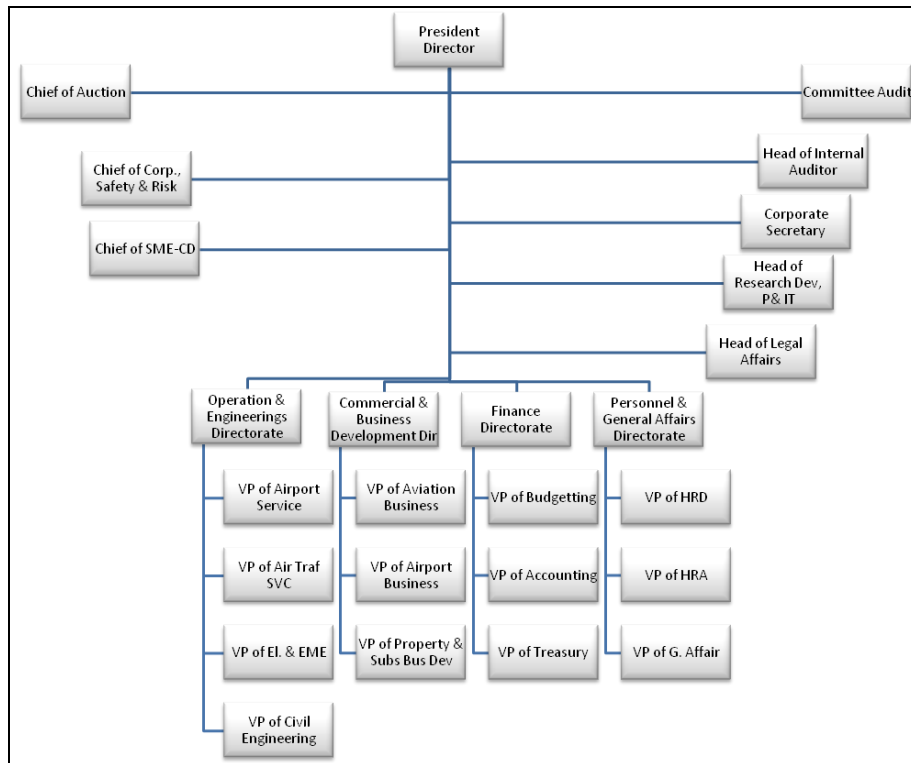 President
Director
Chief of Auction
Committee Audit
Chief of Corp.,
Safety & Risk
Head of Internal
Auditor
Corporate
Secretary
Chief of SME-CD
Head of
Research Dev,
P& IT
Head of Legal
Affairs
Operation &
Engineerings
Directorate
Commercial &
Business
Development Dir
Finance
Directorate
Personnel &
General Affairs
Directorate
VP of Airport
Service
VP of Aviation
Business
VP of Budgetting
VP of HRD
VP of Air Traf
SVC
VP of Airport
Business
VP of Accounting
VP of HRA
VP of El. & EME
VP of Property &
Subs Bus Dev
VP of Treasury
VP of G. Affair
VP of Civil
Engineering